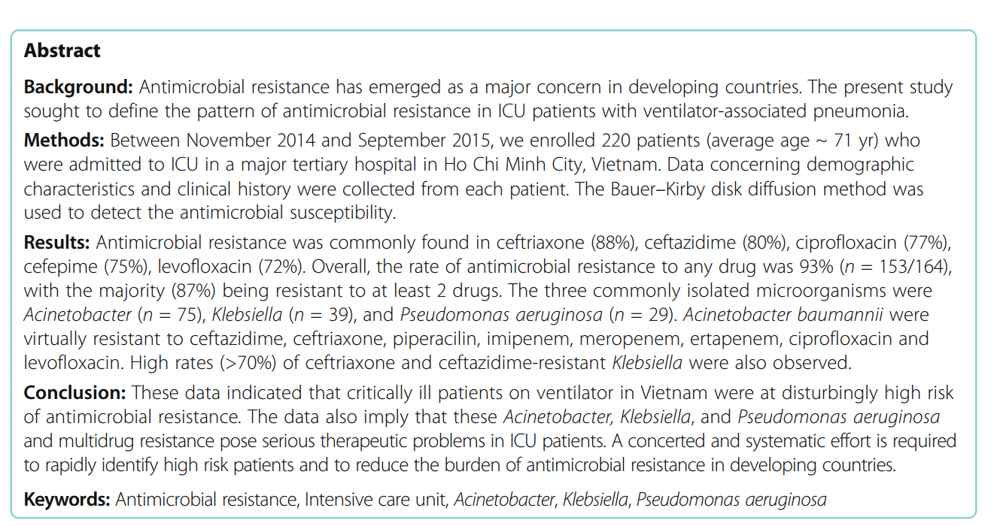 Abstract
Background: Antimicrobial resistance has emerged as a major concern in developing countries. The present study
sought to define the pattern of antimicrobial resistance in ICU patients with ventilator-associated pneumonia.
Methods: Between November 2014 and September 2015, we enrolled 220 patients (average age ~ 71 yr) who
were admitted to ICU in a major tertiary hospital in Ho Chi Minh City, Vietnam. Data concerning demographic
characteristics and clinical history were collected from each patient. The Bauer–Kirby disk diffusion method was
used to detect the antimicrobial susceptibility.
Results: Antimicrobial resistance was commonly found in ceftriaxone (88%), ceftazidime (80%), ciprofloxacin (77%),
cefepime (75%), levofloxacin (72%). Overall, the rate of antimicrobial resistance to any drug was 93% (n = 153/164),
with the majority (87%) being resistant to at least 2 drugs. The three commonly isolated microorganisms were
Acinetobacter (n = 75), Klebsiella (n = 39), and Pseudomonas aeruginosa (n = 29). Acinetobacter baumannii were
virtually resistant to ceftazidime, ceftriaxone, piperacilin, imipenem, meropenem, ertapenem, ciprofloxacin and
levofloxacin. High rates (>70%) of ceftriaxone and ceftazidime-resistant Klebsiella were also observed.
Conclusion: These data indicated that critically ill patients on ventilator in Vietnam were at disturbingly high risk
of antimicrobial resistance. The data also imply that these Acinetobacter, Klebsiella, and Pseudomonas aeruginosa
and multidrug resistance pose serious therapeutic problems in ICU patients. A concerted and systematic effort is required
to rapidly identify high risk patients and to reduce the burden of antimicrobial resistance in developing countries.
Keywords: Antimicrobial resistance, Intensive care unit, Acinetobacter, Klebsiella, Pseudomonas aeruginosa